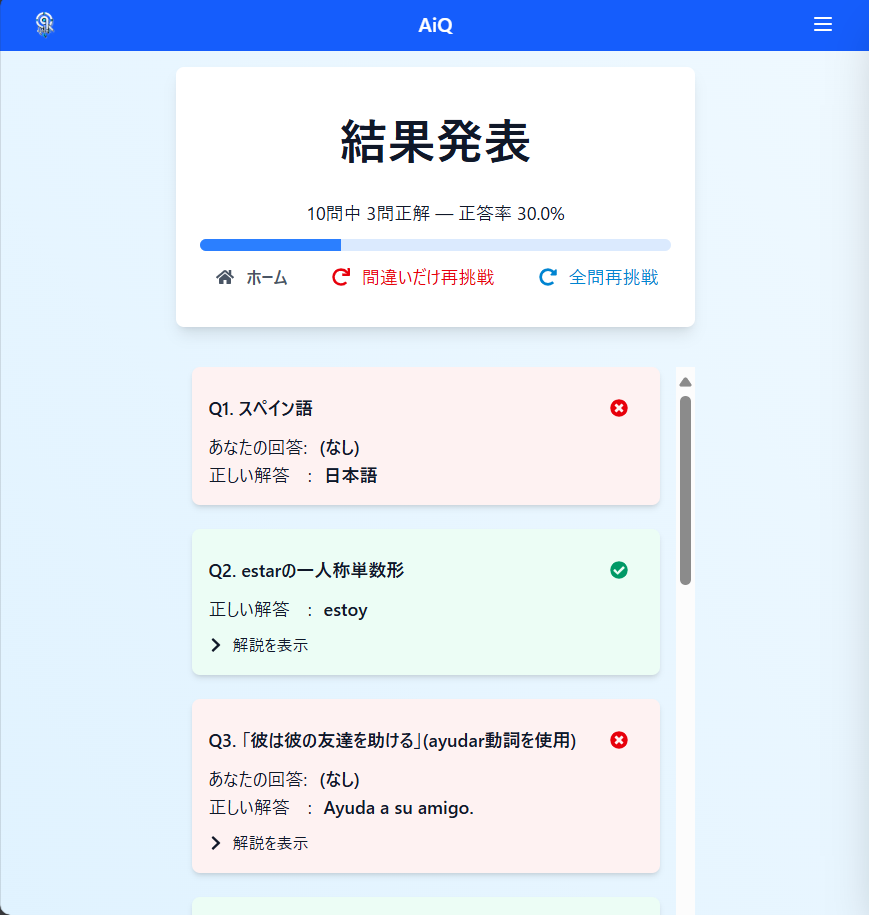 AiQ
結果発表
10問中 3問正解 — 正答率 30.0%
ホーム 間違いだけ再挑戦 全問再挑戦
Q1. スペイン語
あなたの回答: (なし)
正しい解答 : 日本語
Q2. estarの一人称単数形
正しい解答 : estoy
解説を表示
Q3. 「彼は彼の友達を助ける」(ayudar動詞を使用)
あなたの回答: (なし)
正しい解答 : Ayuda a su amigo.
解説を表示